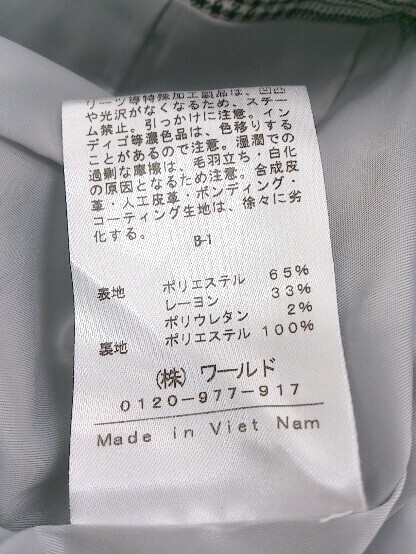 リーツ等特殊加工製品は、凹凸
や光沢がなくなるため、スチー
ム禁止。引っかけに注意。イン
ディゴ等濃色品は、色移りする
ことがあるので注意。湿潤での
過剰な摩擦は、毛羽立ち・白化
の原因となるため注意。合成皮
革・人工皮革・ボンディング・
コーティング生地は、徐々に劣
化する。
B-1
表地 ポリエステル 65%
レーヨン 33%
ポリウレタン 2%
裏地 ポリエステル 100%
(株) ワールド
0120-977-917
Made in Viet Nam